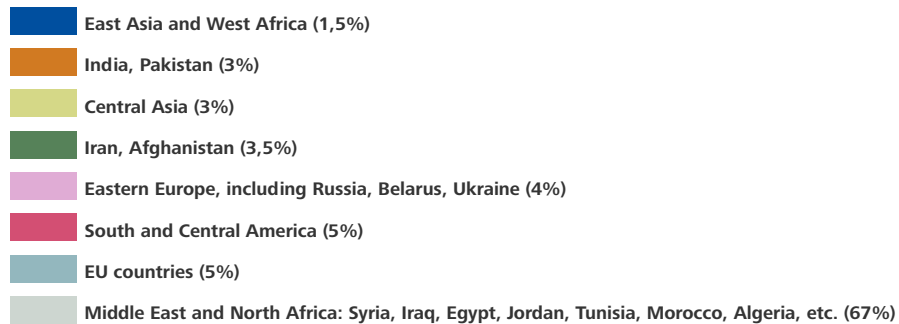 East Asia and West Africa (1,5%)
India, Pakistan (3%)
Central Asia (3%)
Iran, Afghanistan (3,5%)
Eastern Europe, including Russia, Belarus, Ukraine (4%)
South and Central America (5%)
EU countries (5%)
Middle East and North Africa: Syria, Iraq, Egypt, Jordan, Tunisia, Morocco, Algeria, etc. (67%)